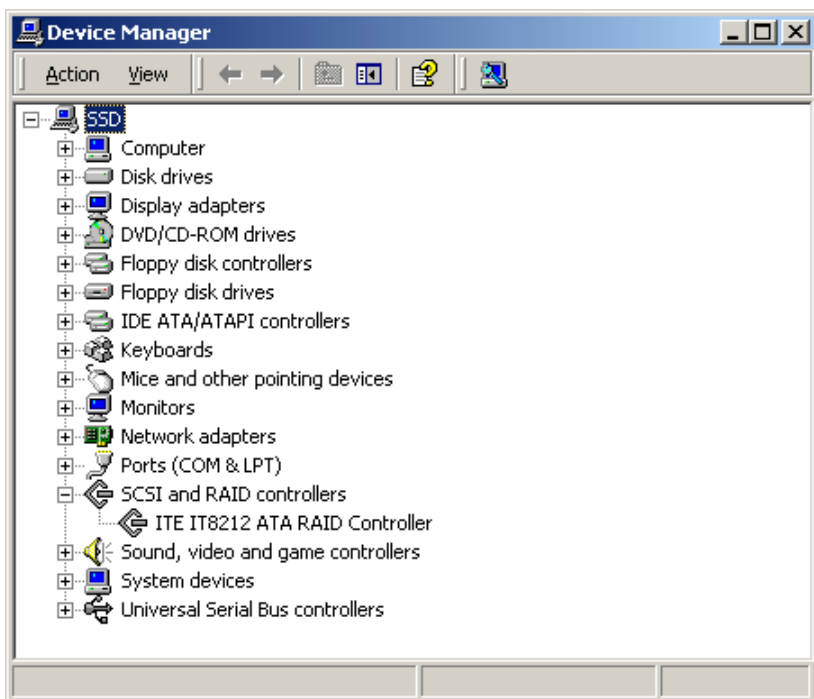 Device Manager
Action View
SSD
Computer
Disk drives
Display adapters
DVD/CD-ROM drives
Floppy disk controllers
Floppy disk drives
IDE ATA/ATAPI controllers
Keyboards
Mice and other pointing devices
Monitors
Network adapters
Ports (COM & LPT)
SCSI and RAID controllers
ITE IT8212 ATA RAID Controller
Sound, video and game controllers
System devices
Universal Serial Bus controllers